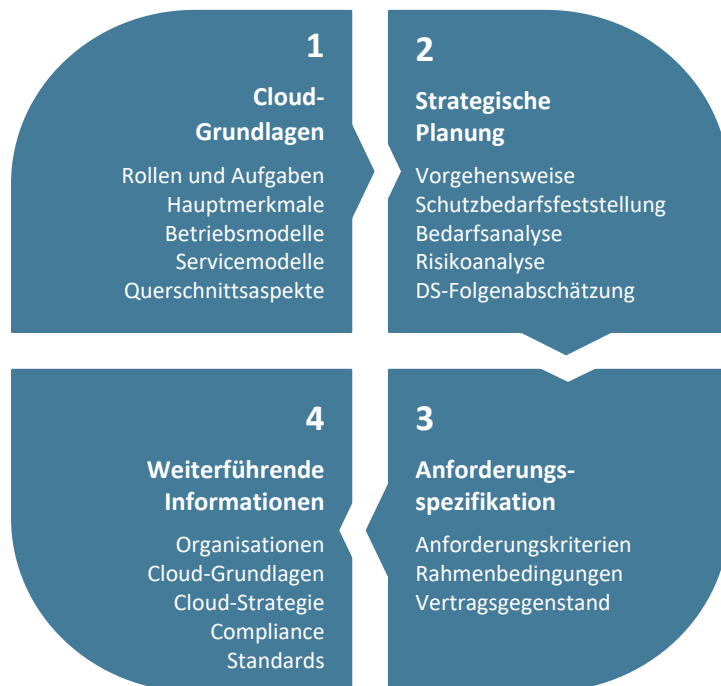 1
Cloud-
Grundlagen
Rollen und Aufgaben
Hauptmerkmale
Betriebsmodelle
Servicemodelle
Querschnittsaspekte
2
Strategische
Planung
Vorgehensweise
Schutzbedarfsfeststellung
Bedarfsanalyse
Risikoanalyse
DS-Folgenabschätzung
3
Anforderungs-
spezifikation
Anforderungskriterien
Rahmenbedingungen
Vertragsgegenstand
4
Weiterführende
Informationen
Organisationen
Cloud-Grundlagen
Cloud-Strategie
Compliance
Standards